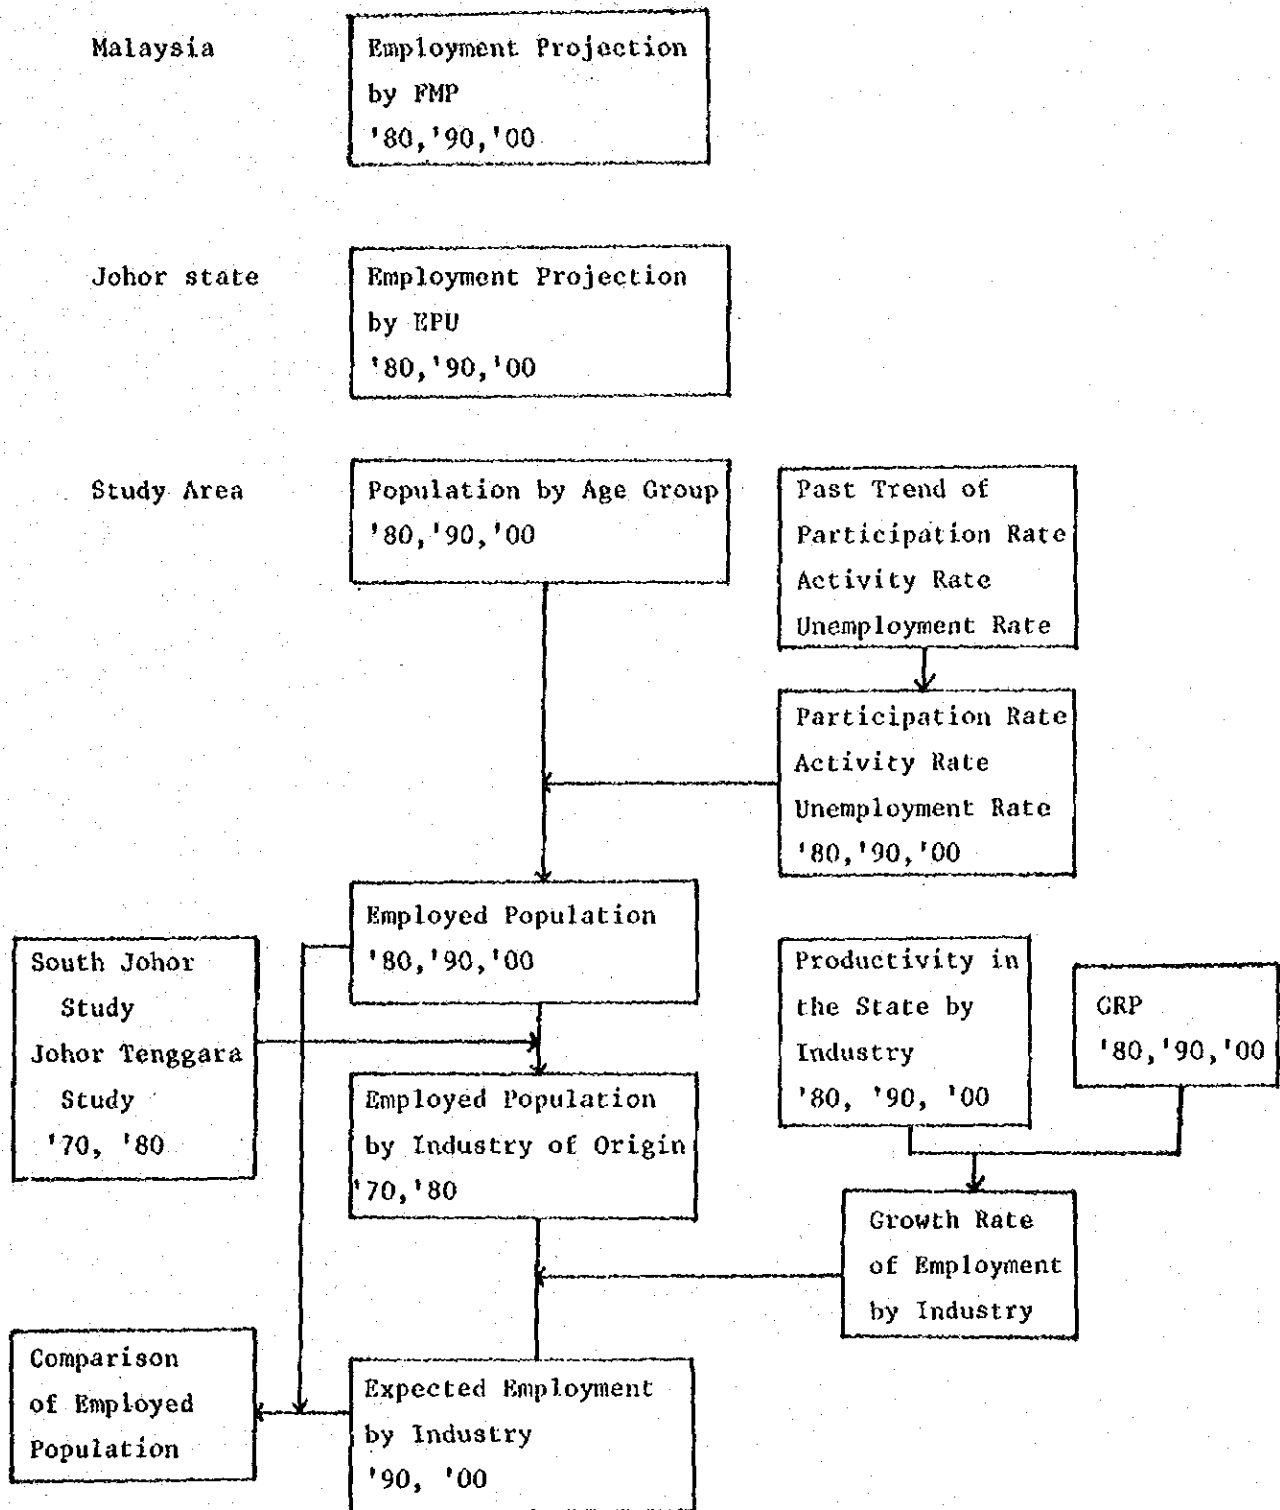 Malaysia
Employment Projection
by FMP
'80,'90,'00
Johor state
Employment Projection
by EPU
'80,'90,'00
Study Area
Population by Age Group
'80,'90,'00
Past Trend of
Participation Rate
Activity Rate
Unemployment Rate
Participation Rate
Activity Rate
Unemployment Rate
'80,'90,'00
Employed Population
'80,'90,'00
South Johor
Study
Johor Tenggara
Study
'70, '80
Productivity in
the State by
Industry
'80, '90, '00
GRP
'80,'90,'00
Employed Population
by Industry of Origin
'70,'80
Growth Rate
of Employment
by Industry
Comparison
of Employed
Population
Expected Employment
by Industry
'90, '00